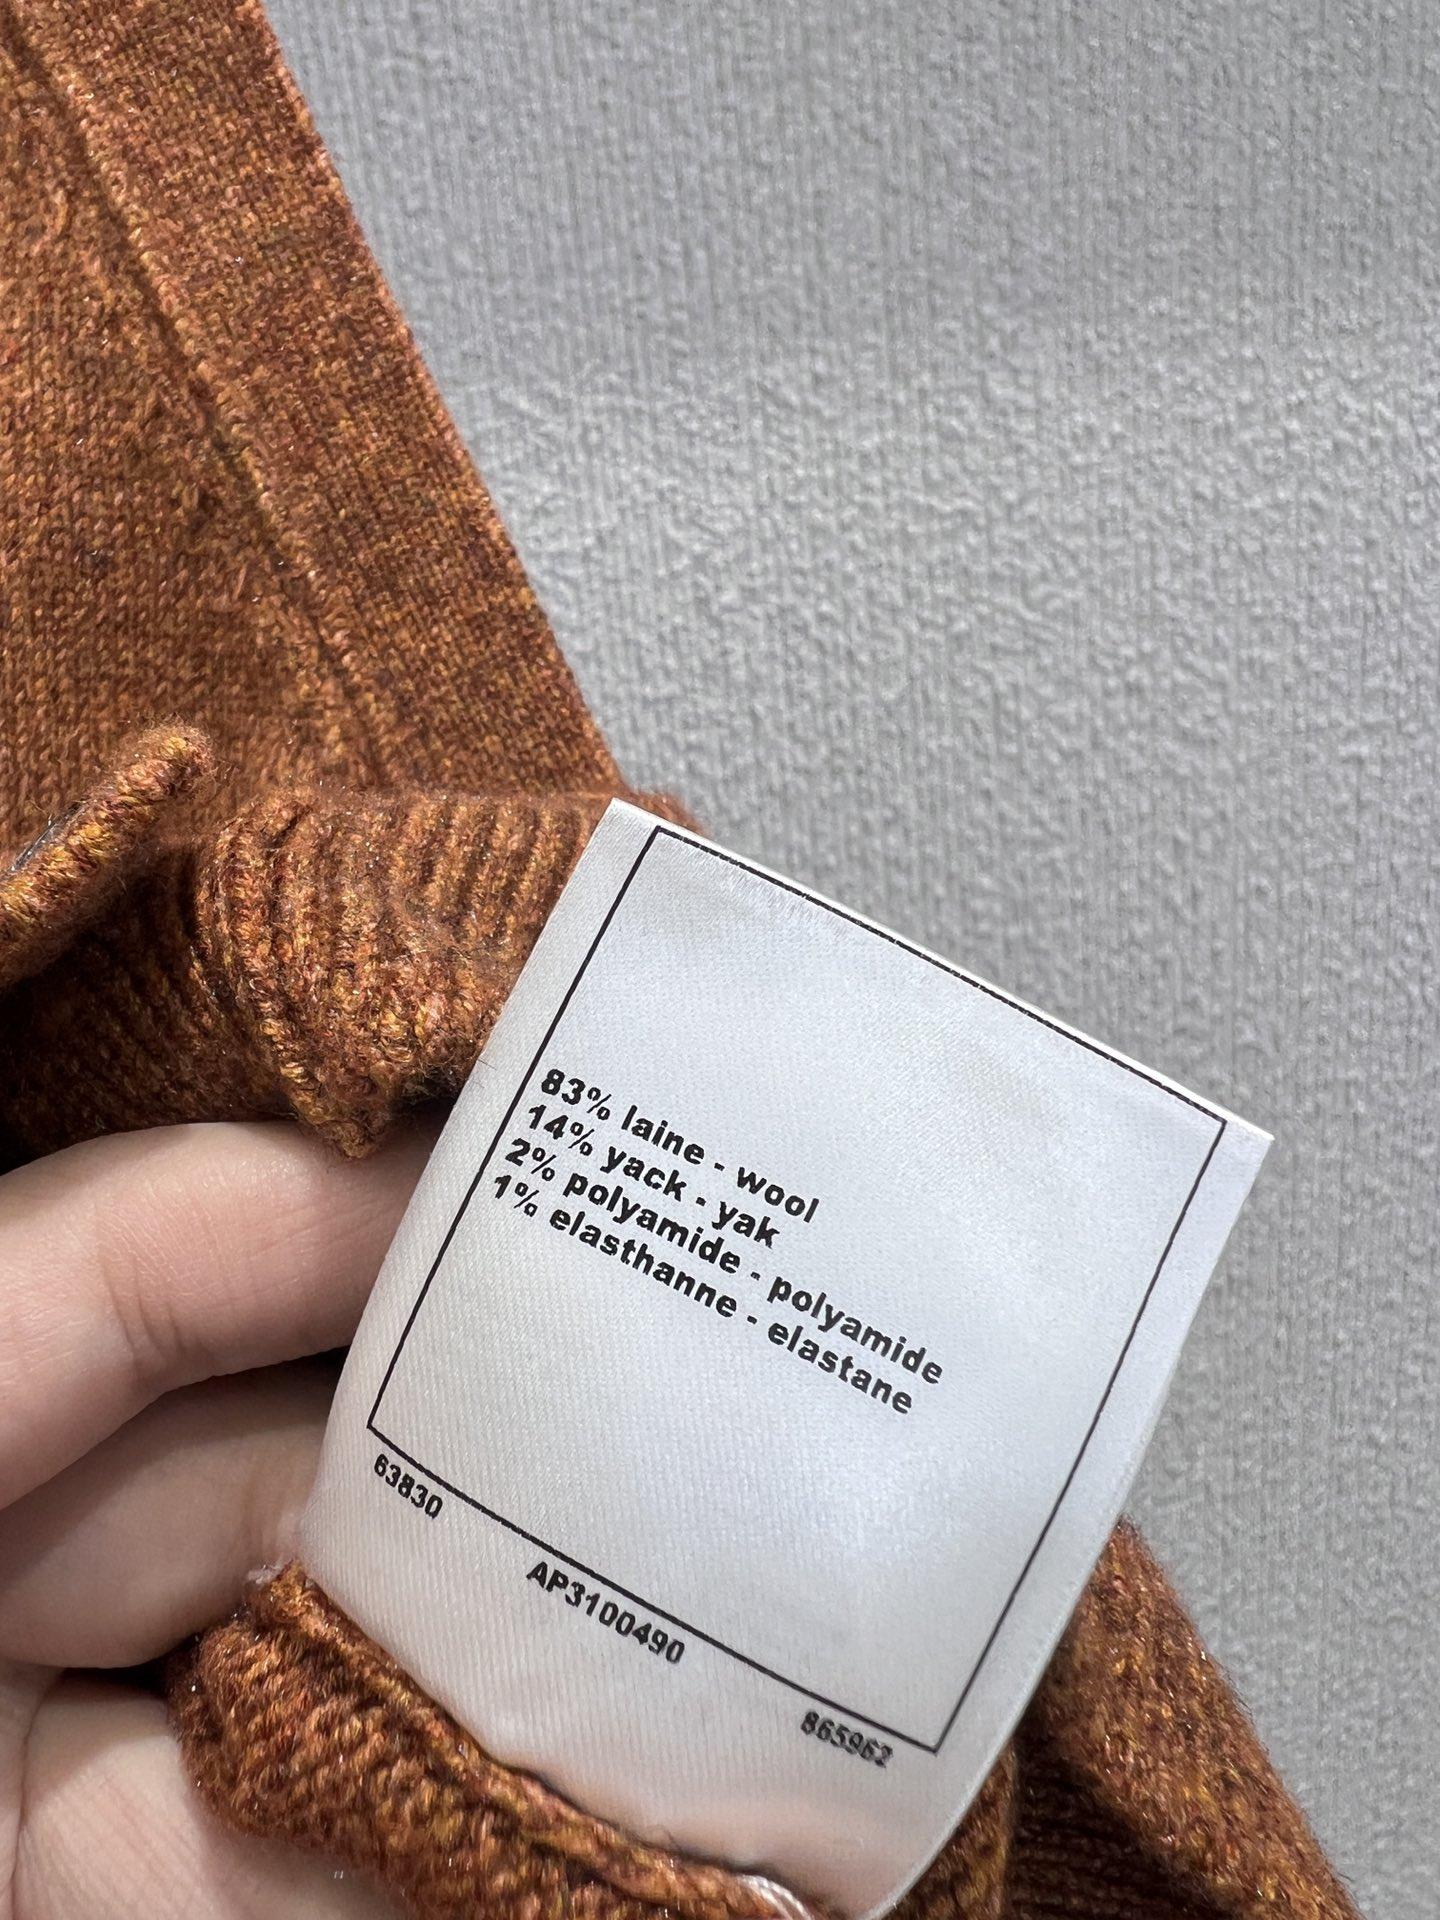 83% laine - wool
14% yack - yak
2% polyamide - polyamide
1% elasthanne - elastane
63830
AP3100490
865962